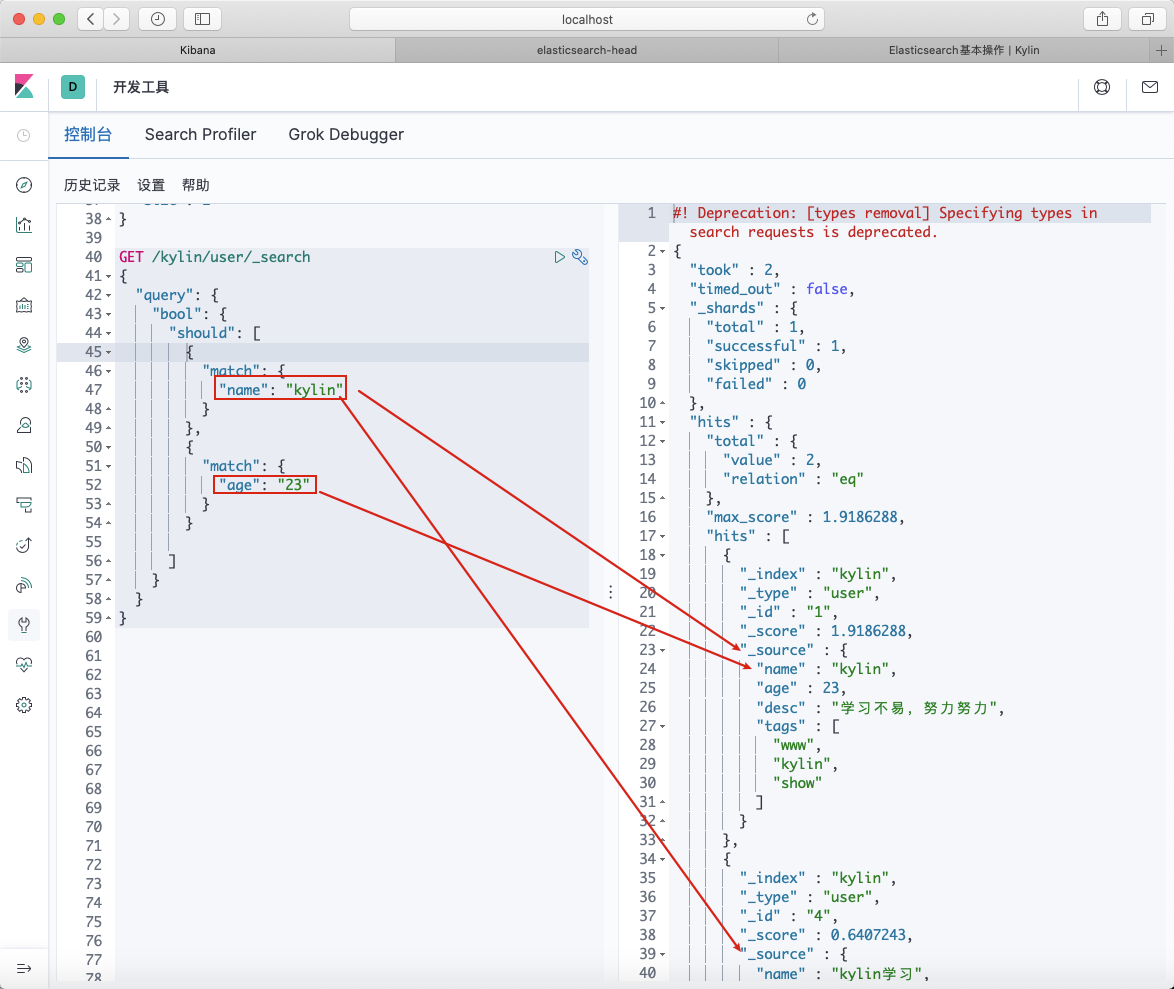 localhost
Kibana
elasticsearch-head
Elasticsearch基本操作 | Kylin
D
开发工具
控制台
Search Profiler
Grok Debugger
历史记录
设置
帮助
38 }
39
40 GET /kylin/user/_search
41 {
42 "query": {
43 "bool": {
44 "should": [
45 {
46 "match": {
47 "name": "kylin"
48 }
49 },
50 {
51 "match": {
52 "age": "23"
53 }
54 }
55
56 ]
57 }
58 }
59 }
60
61
62
63
64
65
66
67
68
69
70
71
72
73
74
75
76
77
78
1 #! Deprecation: [types removal] Specifying types in
search requests is deprecated.
2 {
3 "took" : 2,
4 "timed_out" : false,
5 "_shards" : {
6 "total" : 1,
7 "successful" : 1,
8 "skipped" : 0,
9 "failed" : 0
10 },
11 "hits" : {
12 "total" : {
13 "value" : 2,
14 "relation" : "eq"
15 },
16 "max_score" : 1.9186288,
17 "hits" : [
18 {
19 "_index" : "kylin",
20 "_type" : "user",
21 "_id" : "1",
22 "_score" : 1.9186288,
23 "_source" : {
24 "name" : "kylin",
25 "age" : 23,
26 "desc" : "学习不易，努力努力",
27 "tags" : [
28 "www",
29 "kylin",
30 "show"
31 ]
32 }
33 },
34 {
35 "_index" : "kylin",
36 "_type" : "user",
37 "_id" : "4",
38 "_score" : 0.6407243,
39 "_source" : {
40 "name" : "kylin学习",